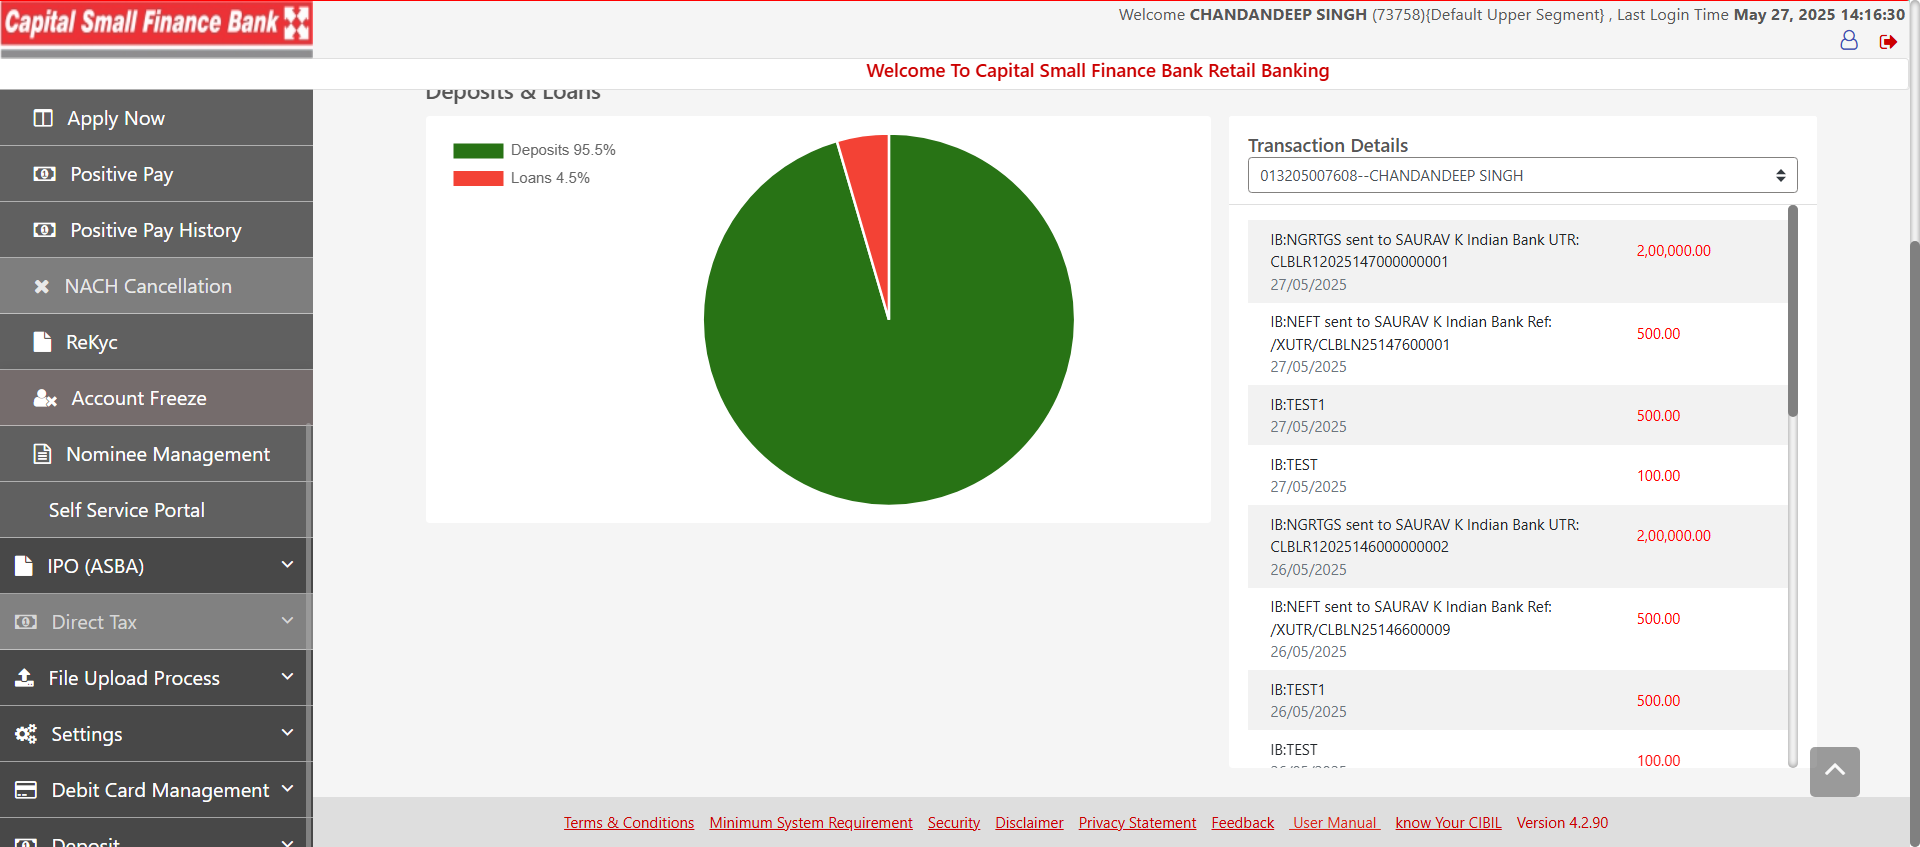 Capital Small Finance Bank
Welcome CHANDANDEEP SINGH (73758){Default Upper Segment} , Last Login Time May 27, 2025 14:16:30
Welcome To Capital Small Finance Bank Retail Banking
Deposits & Loans
Apply Now
Positive Pay
Positive Pay History
NACH Cancellation
ReKyc
Account Freeze
Nominee Management
Self Service Portal
IPO (ASBA)
Direct Tax
File Upload Process
Settings
Debit Card Management
Deposit
Deposits 95.5%
Loans 4.5%
Transaction Details
013205007608--CHANDANDEEP SINGH
IB:NGRTGS sent to SAURAV K Indian Bank UTR:
CLBLR12025147000000001
27/05/2025
2,00,000.00
IB:NEFT sent to SAURAV K Indian Bank Ref:
/XUTR/CLBLN25147600001
27/05/2025
500.00
IB:TEST1
27/05/2025
500.00
IB:TEST
27/05/2025
100.00
IB:NGRTGS sent to SAURAV K Indian Bank UTR:
CLBLR12025146000000002
26/05/2025
2,00,000.00
IB:NEFT sent to SAURAV K Indian Bank Ref:
/XUTR/CLBLN25146600009
26/05/2025
500.00
IB:TEST1
26/05/2025
500.00
IB:TEST
26/05/2025
100.00
Terms & Conditions Minimum System Requirement Security Disclaimer Privacy Statement Feedback User Manual know Your CIBIL Version 4.2.90